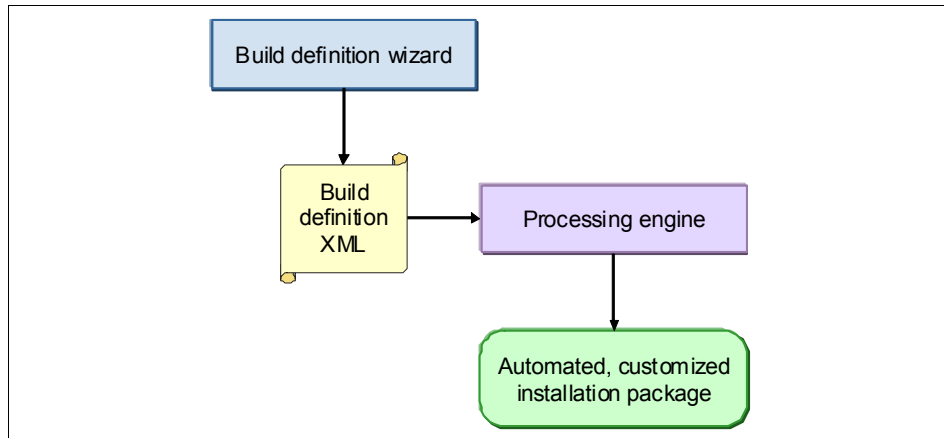 Build definition wizard
Build
definition
XML
Processing engine
Automated, customized
installation package